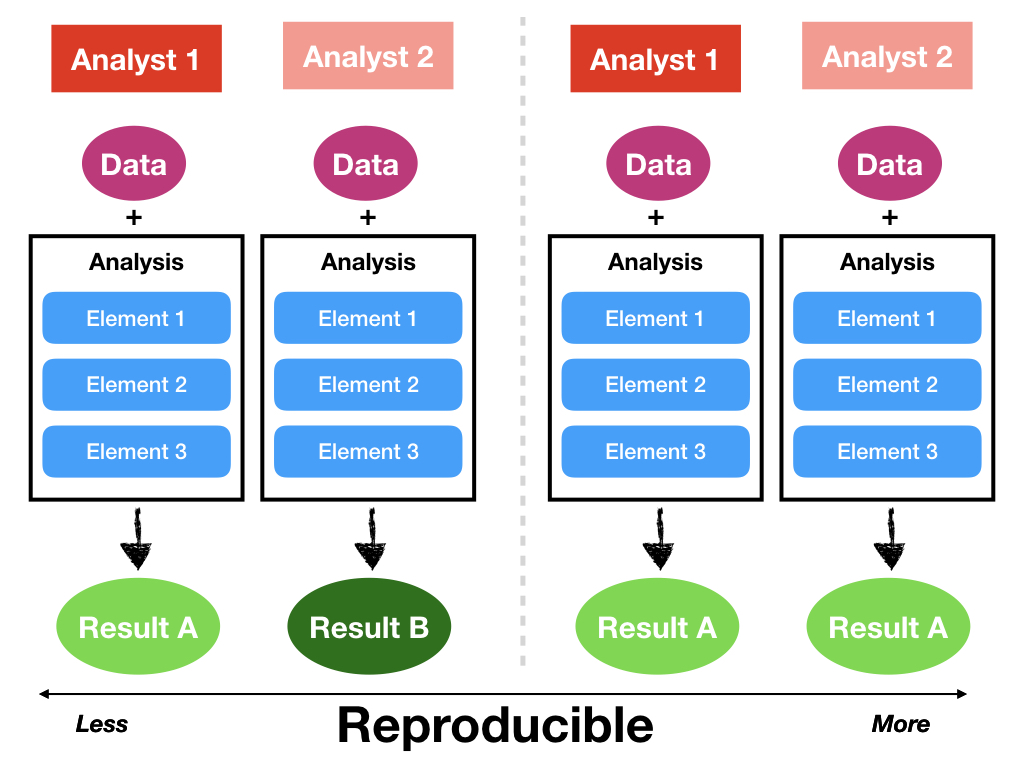 Analyst 1
Analyst 2
Analyst 1
Analyst 2
Data
Data
Data
Data
+
+
+
+
Analysis
Analysis
Analysis
Analysis
Element 1
Element 1
Element 1
Element 1
Element 2
Element 2
Element 2
Element 2
Element 3
Element 3
Element 3
Element 3
Result A
Result B
Result A
Result A
Less
Reproducible
More